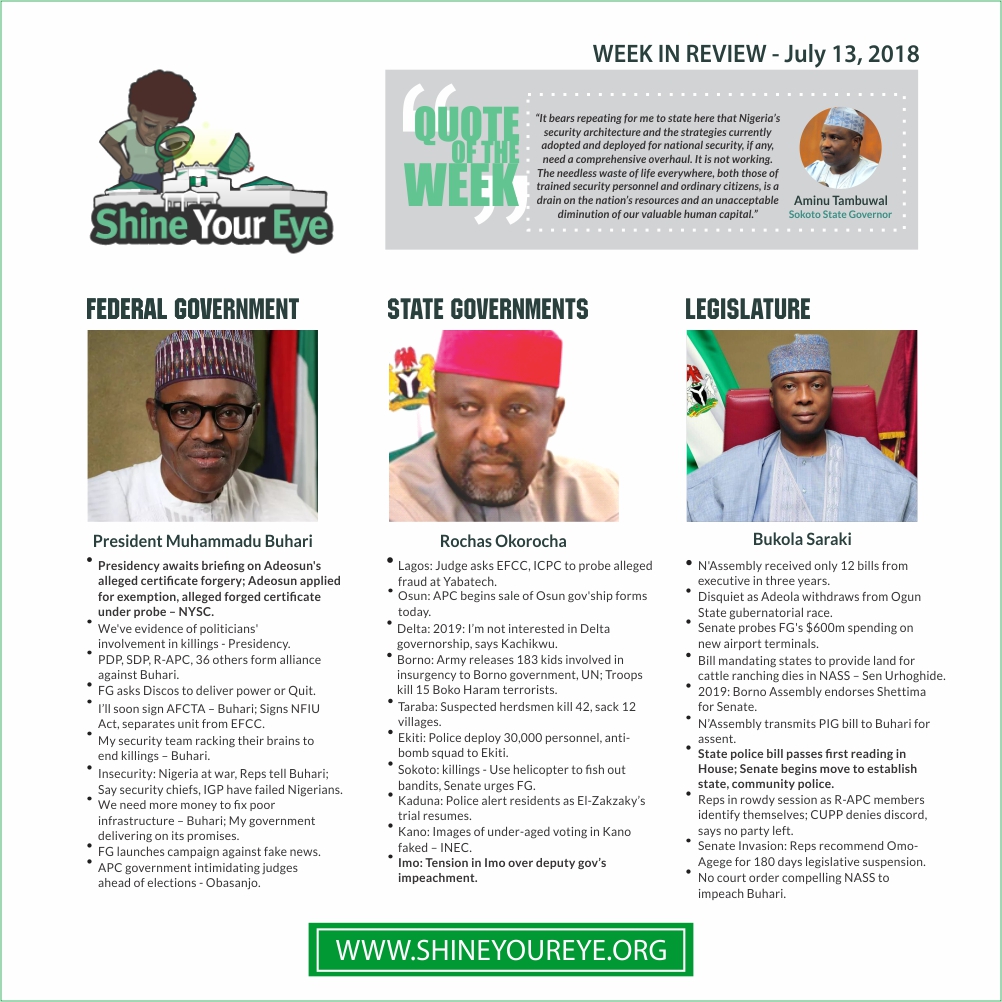 WEEK IN REVIEW - July 13, 2018
Shine Your Eye
QUOTE
OF THE
WEEK
“It bears repeating for me to state here that Nigeria’s
security architecture and the strategies currently
adopted and deployed for national security, if any,
need a comprehensive overhaul. It is not working.
The needless waste of life everywhere, both those of
trained security personnel and ordinary citizens, is a
drain on the nation’s resources and an unacceptable
diminution of our valuable human capital.”
Aminu Tambuwal
Sokoto State Governor
FEDERAL GOVERNMENT
President Muhammadu Buhari
• Presidency awaits briefing on Adeosun's
alleged certificate forgery; Adeosun applied
for exemption, alleged forged certificate
under probe – NYSC.
• We've evidence of politicians'
involvement in killings - Presidency.
• PDP, SDP, R-APC, 36 others form alliance
against Buhari.
• FG asks Discos to deliver power or Quit.
• I’ll soon sign AFCTA – Buhari; Signs NFIU
Act, separates unit from EFCC.
• My security team racking their brains to
end killings – Buhari.
• Insecurity: Nigeria at war, Reps tell Buhari;
Say security chiefs, IGP have failed Nigerians.
• We need more money to fix poor
infrastructure – Buhari; My government
delivering on its promises.
• FG launches campaign against fake news.
• APC government intimidating judges
ahead of elections - Obasanjo.
STATE GOVERNMENTS
Rochas Okorocha
• Lagos: Judge asks EFCC, ICPC to probe alleged
fraud at Yabatech.
• Osun: APC begins sale of Osun gov'ship forms
today.
• Delta: 2019: I’m not interested in Delta
governorship, says Kachikwu.
• Borno: Army releases 183 kids involved in
insurgency to Borno government, UN; Troops
kill 15 Boko Haram terrorists.
• Taraba: Suspected herdsmen kill 42, sack 12
villages.
• Ekiti: Police deploy 30,000 personnel, anti-
bomb squad to Ekiti.
• Sokoto: killings - Use helicopter to fish out
bandits, Senate urges FG.
• Kaduna: Police alert residents as El-Zakzaky’s
trial resumes.
• Kano: Images of under-aged voting in Kano
faked – INEC.
• Imo: Tension in Imo over deputy gov’s
impeachment.
LEGISLATURE
Bukola Saraki
• N’Assembly received only 12 bills from
executive in three years.
• Disquiet as Adeola withdraws from Ogun
State gubernatorial race.
• Senate probes FG’s $600m spending on
new airport terminals.
• Bill mandating states to provide land for
cattle ranching dies in NASS – Sen Urhoghide.
• 2019: Borno Assembly endorses Shettima
for Senate.
• N’Assembly transmits PIG bill to Buhari for
assent.
• State police bill passes first reading in
House; Senate begins move to establish
state, community police.
• Reps in rowdy session as R-APC members
identify themselves; CUPP denies discord,
says no party left.
• Senate Invasion: Reps recommend Omo-
Agege for 180 days legislative suspension.
• No court order compelling NASS to
impeach Buhari.
WWW.SHINEYOUREYE.ORG